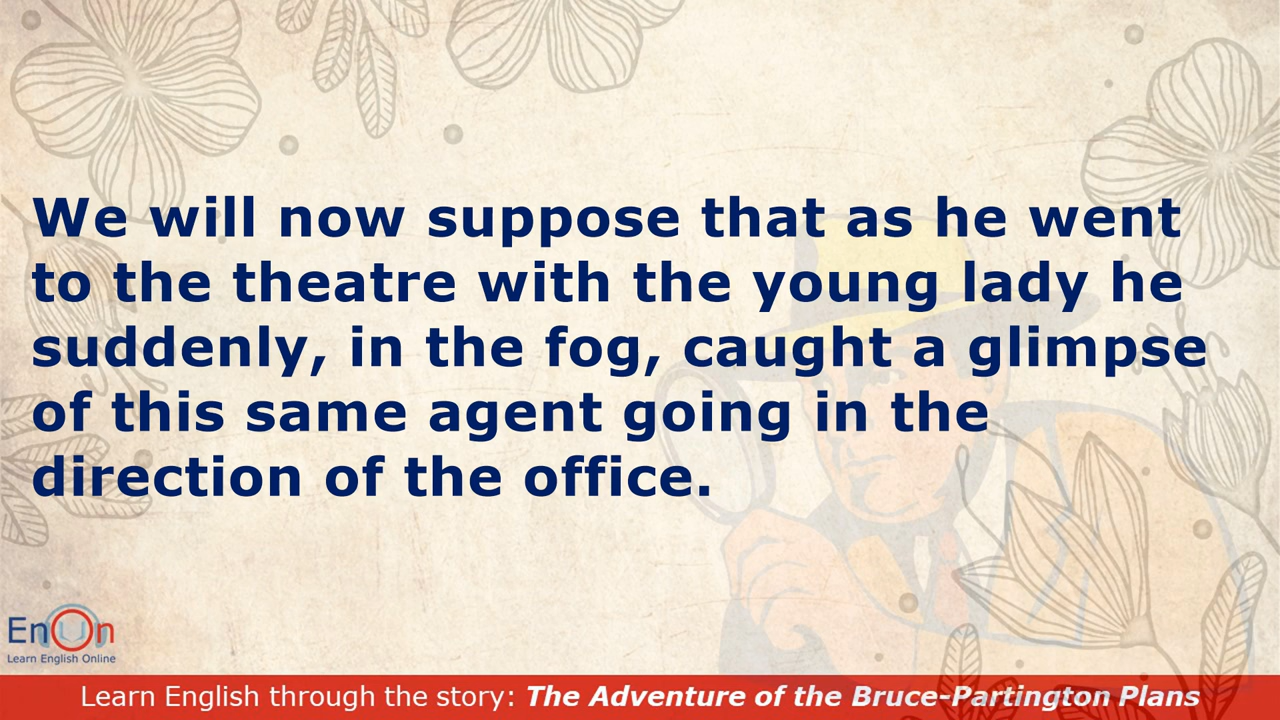 We will now suppose that as he went
to the theatre with the young lady he
suddenly, in the fog, caught a glimpse
of this same agent going in the
direction of the office.
EnOn
Learn English Online
Learn English through the story: The Adventure of the Bruce-Partington Plans